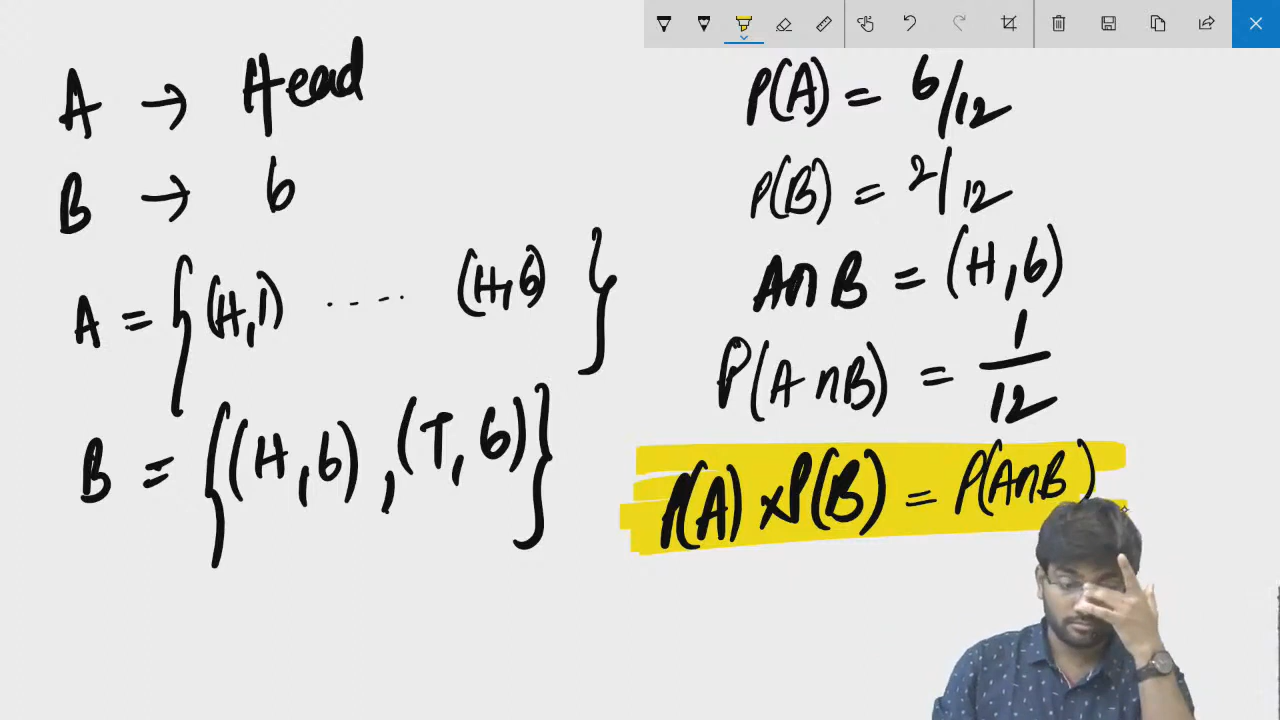 A → Head
B → 6
A = {(H,1) ---- (H,6)}
B = {(H,6), (T,6)}
P(A) = 6/12
P(B) = 2/12
A∩B = (H,6)
P(A∩B) = 1/12
P(A) × P(B) = P(A∩B)